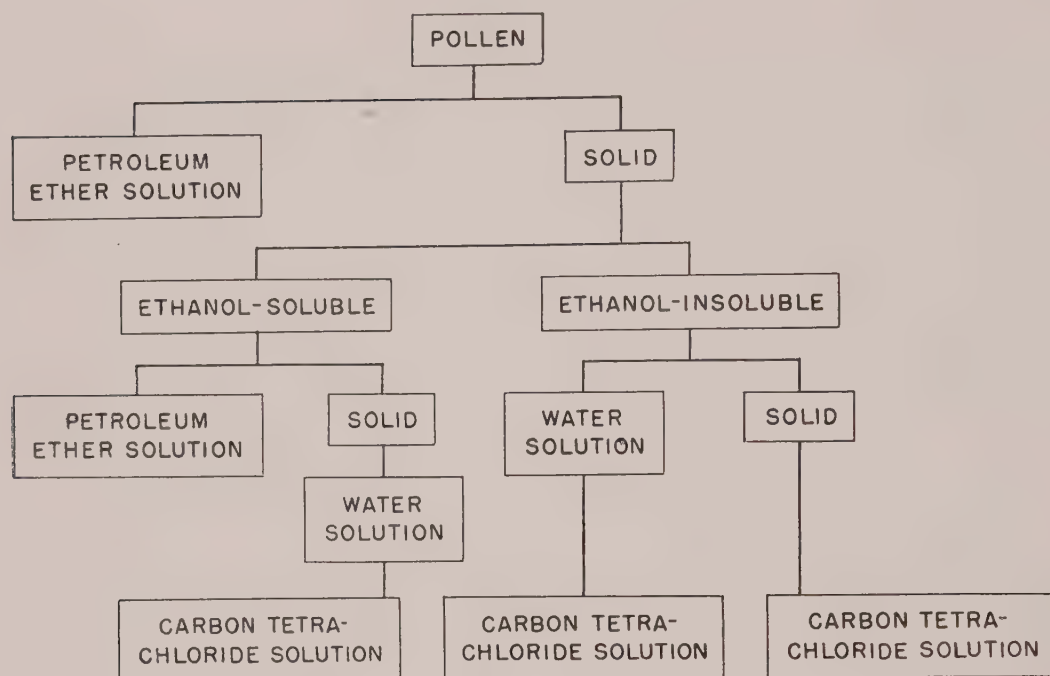 POLLEN
PETROLEUM
ETHER SOLUTION
SOLID
ETHANOL-SOLUBLE
ETHANOL-INSOLUBLE
PETROLEUM
ETHER SOLUTION
SOLID
WATER
SOLUTION
SOLID
WATER
SOLUTION
CARBON TETRA-
CHLORIDE SOLUTION
CARBON TETRA-
CHLORIDE SOLUTION
CARBON TETRA-
CHLORIDE SOLUTION